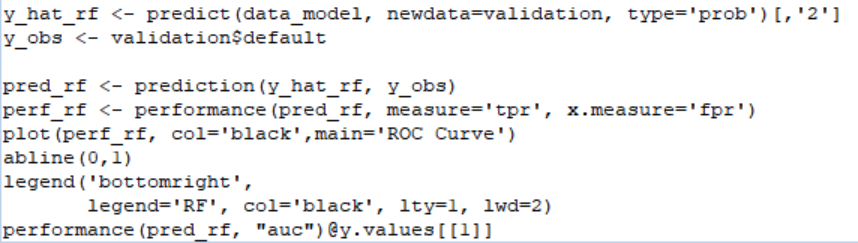 y_hat_rf <- predict(data_model, newdata=validation, type='prob')[,'2']
y_obs <- validation$default

pred_rf <- prediction(y_hat_rf, y_obs)
perf_rf <- performance(pred_rf, measure='tpr', x.measure='fpr')
plot(perf_rf, col='black',main='ROC Curve')
abline(0,1)
legend('bottomright',
       legend='RF', col='black', lty=1, lwd=2)
performance(pred_rf, "auc")@y.values[[1]]